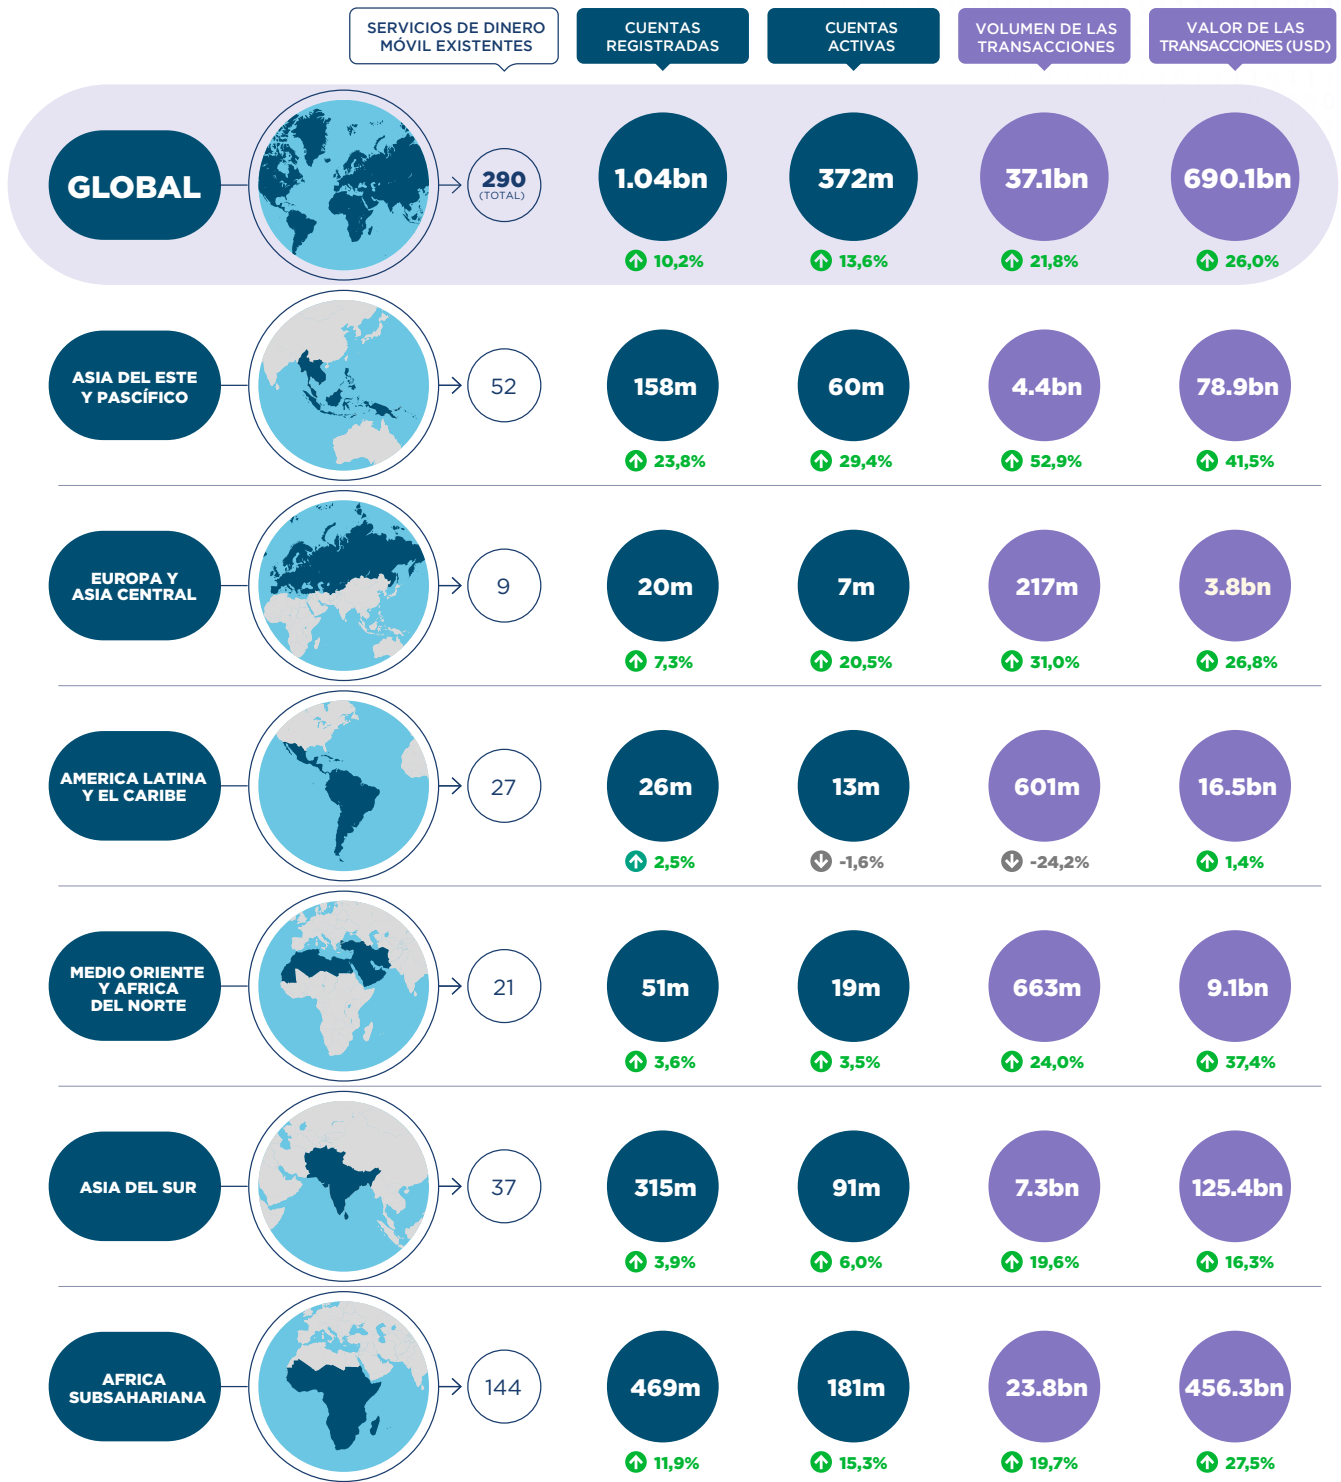 SERVICIOS DE DINERO
MÓVIL EXISTENTES
CUENTAS
REGISTRADAS
CUENTAS
ACTIVAS
VOLUMEN DE LAS
TRANSACCIONES
VALOR DE LAS
TRANSACCIONES (USD)
GLOBAL
290
(TOTAL)
1.04bn
372m
37.1bn
690.1bn
10,2%
13,6%
21,8%
26,0%
ASIA DEL ESTE
Y PASCÍFICO
52
158m
60m
4.4bn
78.9bn
23,8%
29,4%
52,9%
41,5%
EUROPA Y
ASIA CENTRAL
9
20m
7m
217m
3.8bn
7,3%
20,5%
31,0%
26,8%
AMERICA LATINA
Y EL CARIBE
27
26m
13m
601m
16.5bn
2,5%
-1,6%
-24,2%
1,4%
MEDIO ORIENTE
Y AFRICA
DEL NORTE
21
51m
19m
663m
9.1bn
3,6%
3,5%
24,0%
37,4%
ASIA DEL SUR
37
315m
91m
7.3bn
125.4bn
3,9%
6,0%
19,6%
16,3%
AFRICA
SUBSAHARIANA
144
469m
181m
23.8bn
456.3bn
11,9%
15,3%
19,7%
27,5%